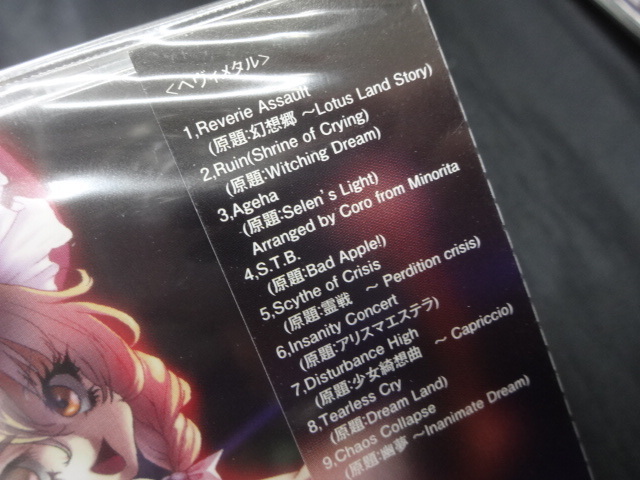 <ヘヴィメタル>
1,Reverie Assault
(原題:幻想郷 ～Lotus Land Story)
2,Ruin(Shrine of Crying)
(原題:Witching Dream)
3,Ageha
(原題:Selen's Light)
Arranged by Coro from Minorita
4,S.T.B.
(原題:Bad Apple!)
5,Scythe of Crisis
(原題:霊戦 ～ Perdition crisis)
6,Insanity Concert
(原題:アリスマエステラ)
7,Disturbance High
(原題:少女綺想曲 ～ Capriccio)
8,Tearless Cry
(原題:Dream Land)
9,Chaos Collapse
(原題:幽夢 ～Inanimate Dream)